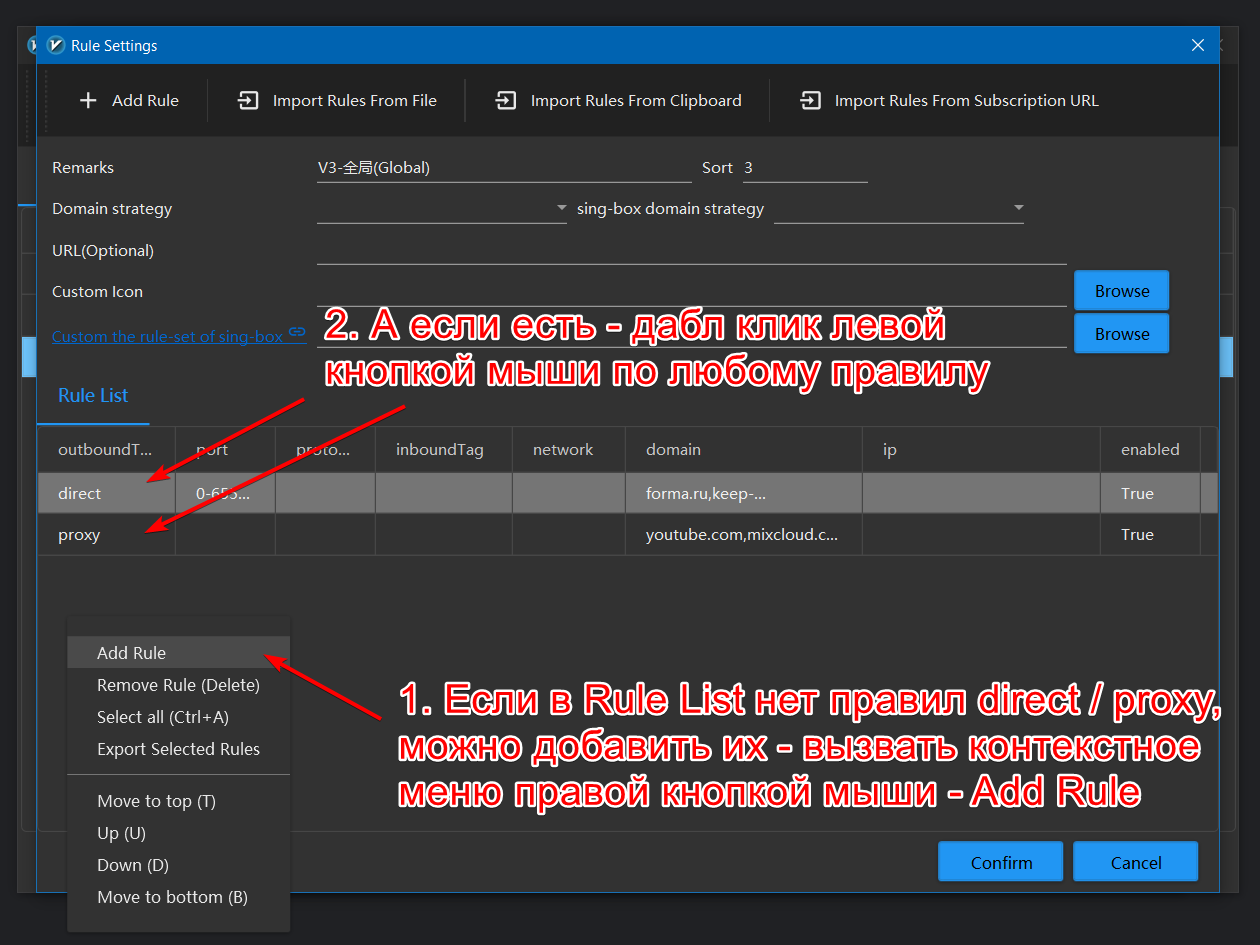 Rule Settings
Add Rule Import Rules From File Import Rules From Clipboard Import Rules From Subscription URL
Remarks V3-全局(Global) Sort 3
Domain strategy sing-box domain strategy
URL(Optional)
Custom Icon Browse
Custom the rule-set of sing-box Browse
2. А если есть - дабл клик левой
кнопкой мыши по любому правилу
Rule List
outboundT... port proto... inboundTag network domain ip enabled
direct 0-655... forma.ru,keep-... True
proxy youtube.com,mixcloud.c... True
Add Rule
Remove Rule (Delete)
Select all (Ctrl+A)
Export Selected Rules
Move to top (T)
Up (U)
Down (D)
Move to bottom (B)
1. Если в Rule List нет правил direct / proxy,
можно добавить их - вызвать контекстное
меню правой кнопкой мыши - Add Rule
Confirm Cancel